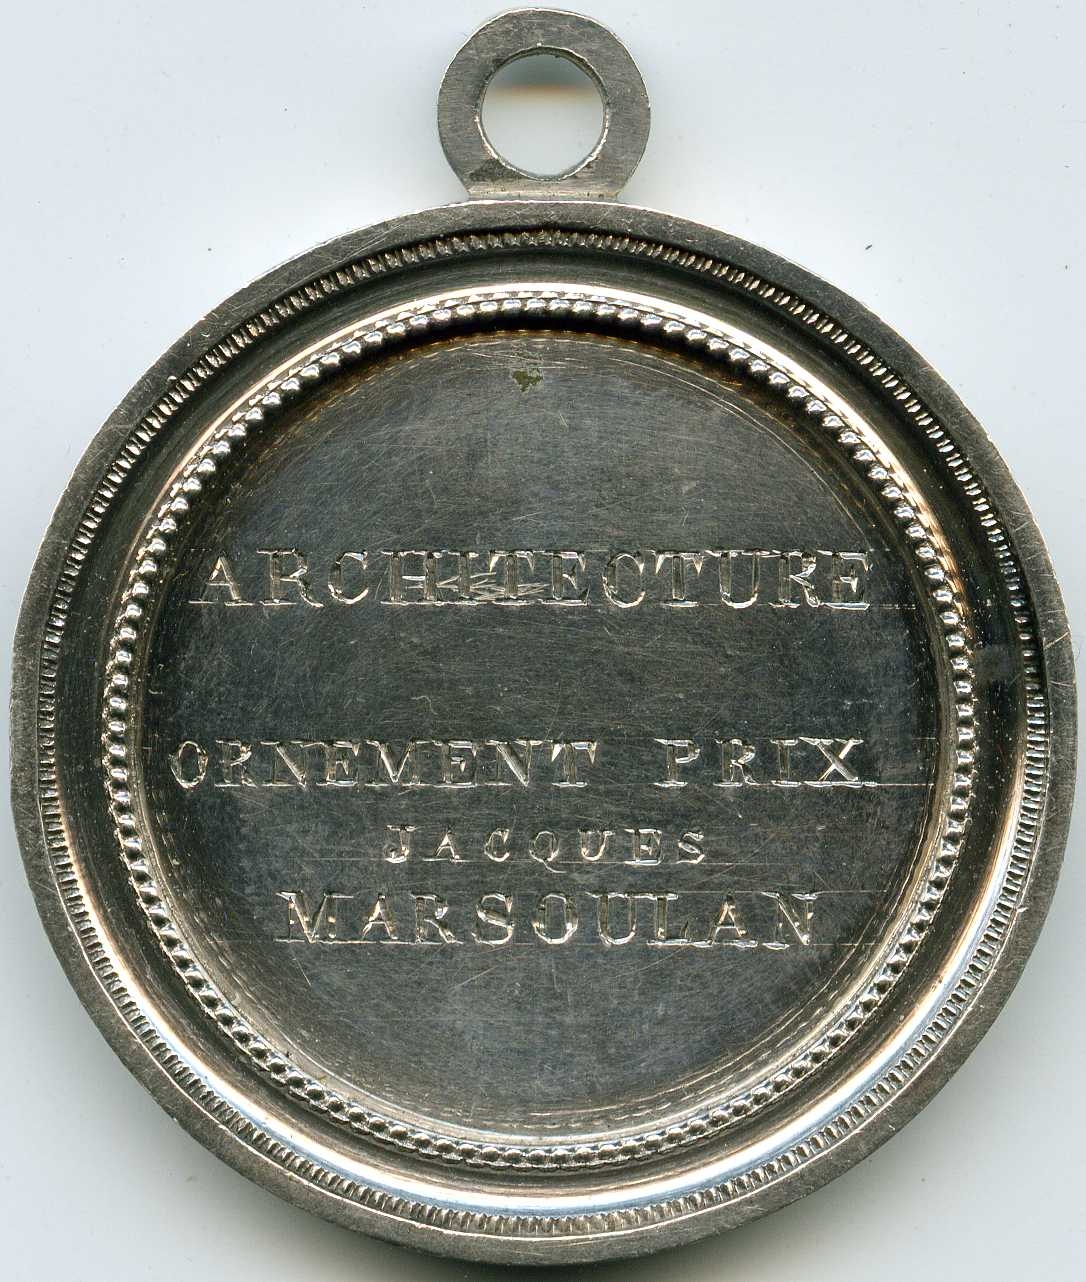 ARCHITECTURE
ORNEMENT PRIX
JACQUES
MARSOULAN